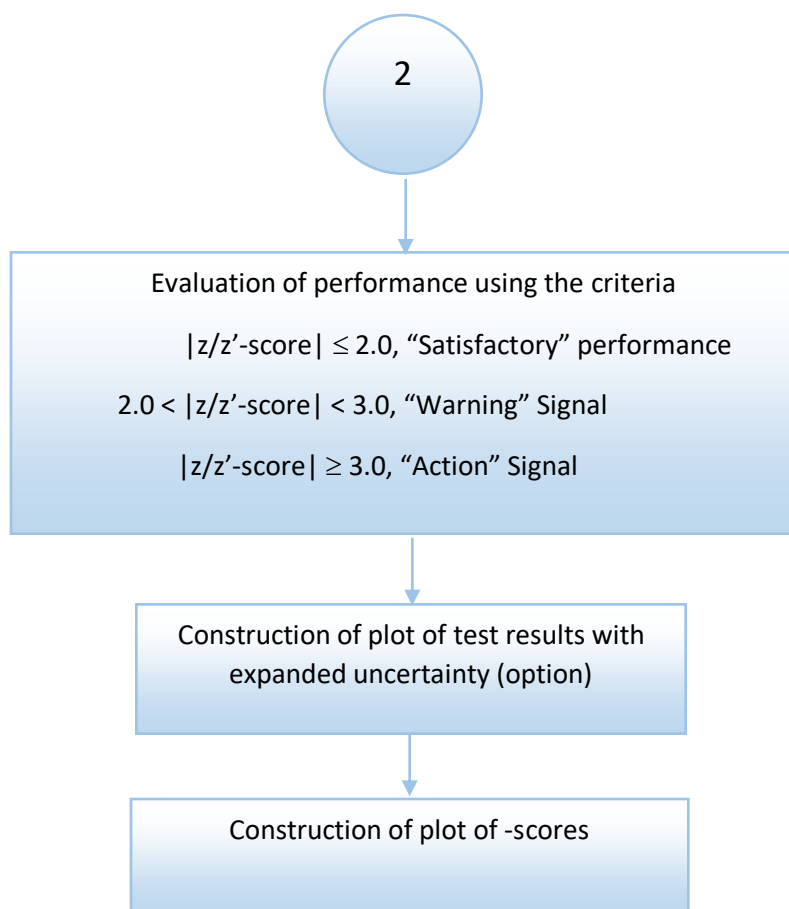 2
Evaluation of performance using the criteria
|z/z’-score| ≤ 2.0, “Satisfactory” performance
2.0 < |z/z’-score| < 3.0, “Warning” Signal
|z/z’-score| ≥ 3.0, “Action” Signal
Construction of plot of test results with
expanded uncertainty (option)
Construction of plot of -scores